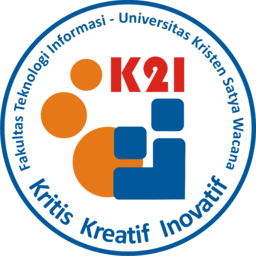 Fakultas Teknologi Informasi - Universitas Kristen Satya Wacana
K2I
Kritis Kreatif Inovatif